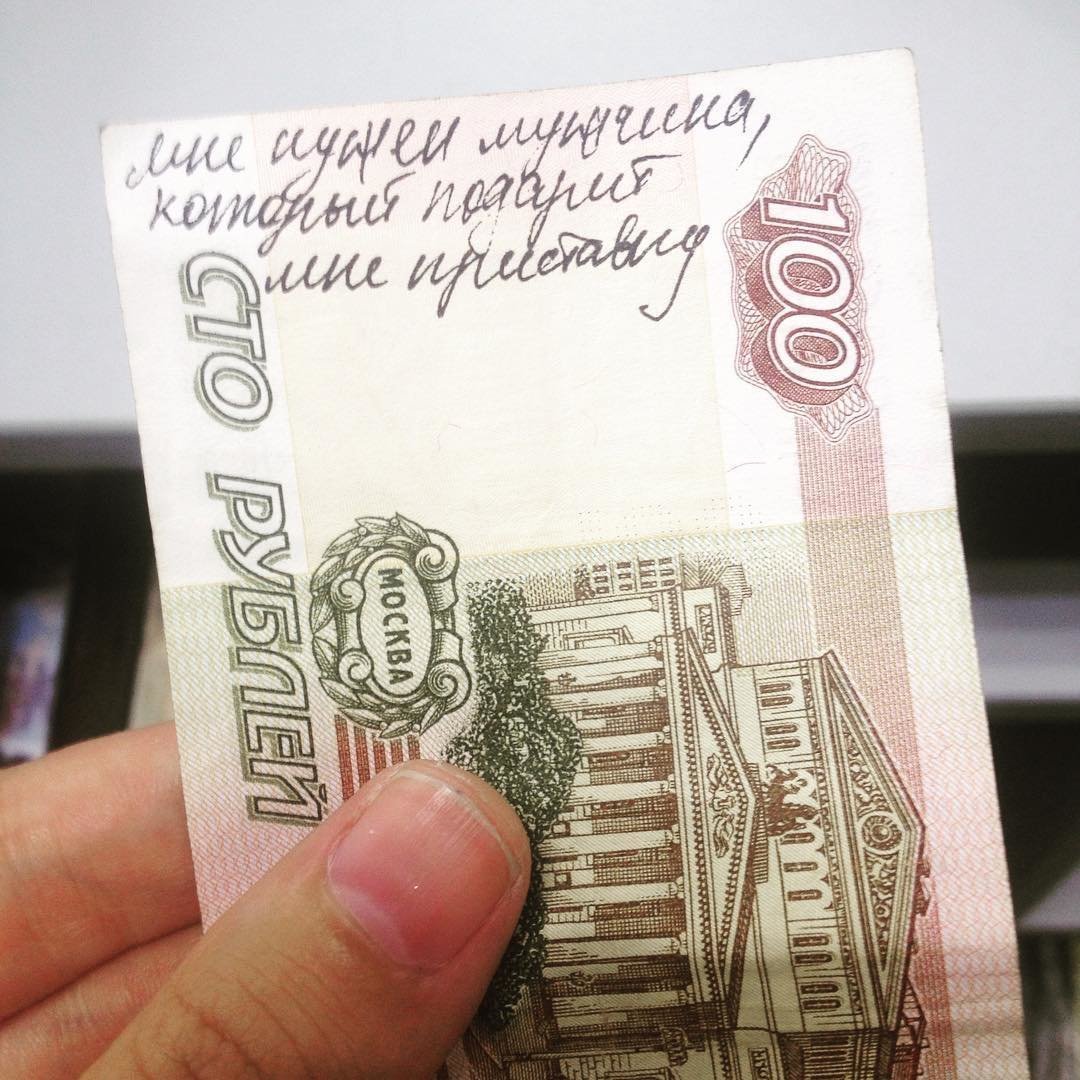 мне нужен мужчина,
который подарит
мне приставку
100
СТО РУБЛЕЙ
МОСКВА